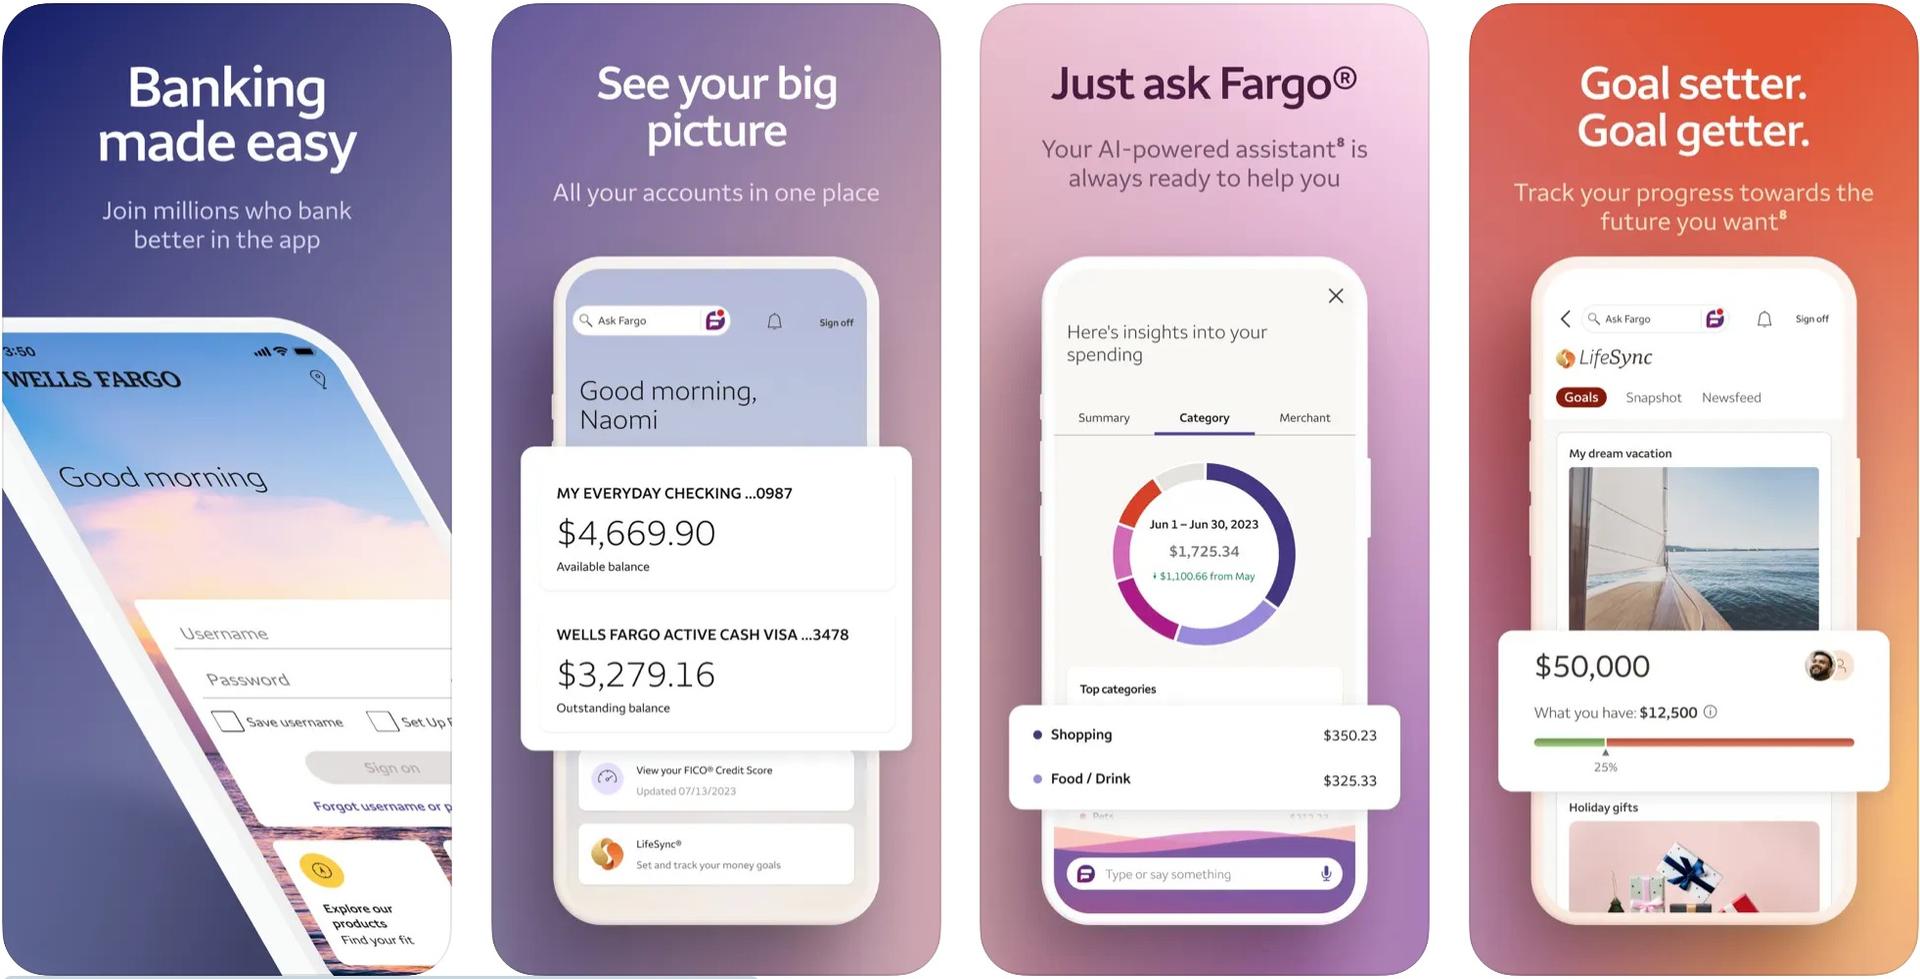 Banking
made easy
Join millions who bank
better in the app
3:50
WELLS FARGO
Good morning
Username
Password
Save username
Set Up
Sign on
Forgot username or
Explore our
products
Find your fit
See your big
picture
All your accounts in one place
Ask Fargo
Sign off
Good morning,
Naomi
MY EVERYDAY CHECKING ...0987
$4,669.90
Available balance
WELLS FARGO ACTIVE CASH VISA ...3478
$3,279.16
Outstanding balance
View your FICO® Credit Score
Updated 07/13/2023
LifeSync®
Set and track your money goals
Just ask Fargo®
Your AI-powered assistant⁸ is
always ready to help you
Here's insights into your
spending
Summary Category Merchant
Jun 1 – Jun 30, 2023
$1,725.34
$1,100.66 from May
Top categories
Shopping $350.23
Food / Drink $325.33
Pets
Type or say something
Goal setter.
Goal getter.
Track your progress towards the
future you want⁸
Ask Fargo
Sign off
LifeSync
Goals Snapshot Newsfeed
My dream vacation
$50,000
What you have: $12,500
25%
Holiday gifts